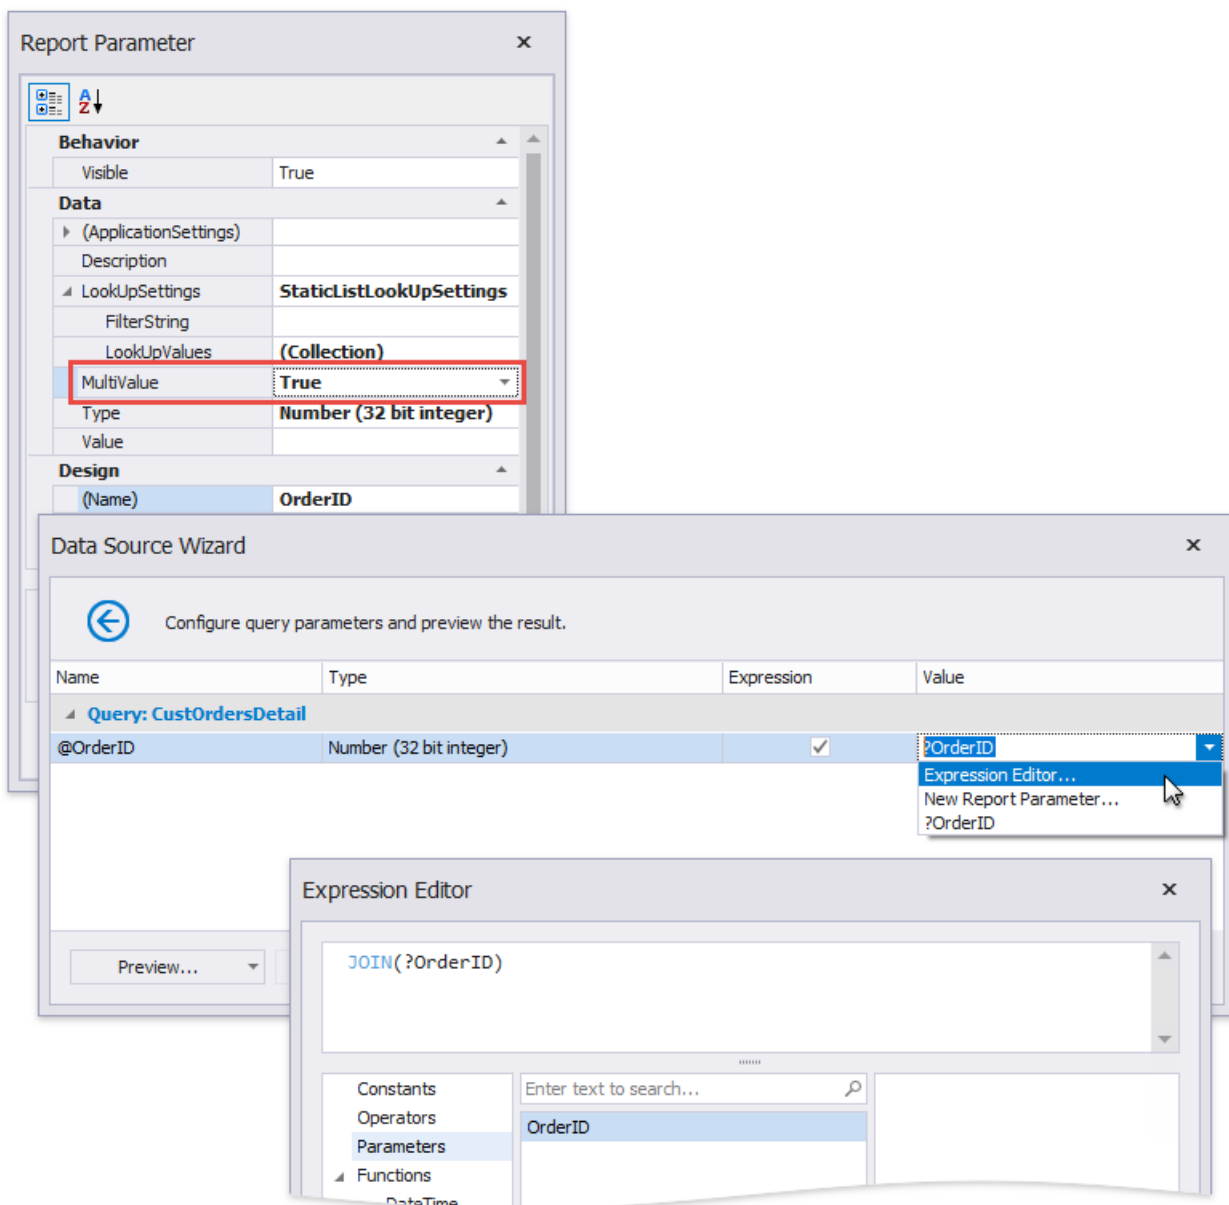 Report Parameter
Behavior
Visible True
Data
(ApplicationSettings)
Description
LookUpSettings StaticListLookUpSettings
FilterString
LookUpValues (Collection)
MultiValue True
Type Number (32 bit integer)
Value
Design
(Name) OrderID
Data Source Wizard
Configure query parameters and preview the result.
Name Type Expression Value
Query: CustOrdersDetail
@OrderID Number (32 bit integer) ?OrderID
Expression Editor...
New Report Parameter...
?OrderID
Expression Editor
JOIN(?OrderID)
Preview...
Constants Enter text to search...
Operators OrderID
Parameters
Functions
DateTime